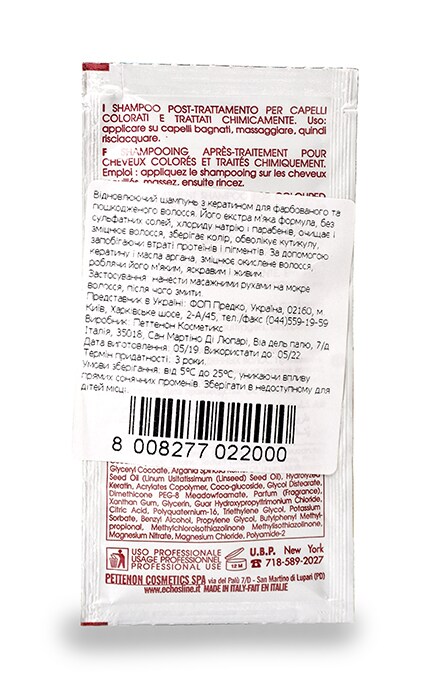 I SHAMPOO POST-TRATTAMENTO PER CAPELLI
COLORATI E TRATTATI CHIMICAMENTE. Uso:
applicare su capelli bagnati, massaggiare, quindi
risciacquare.
F SHAMPOOING APRÈS-TRAITEMENT POUR
CHEVEUX COLORÉS ET TRAITÉS CHIMIQUEMENT.
Emploi: appliquez le shampooing sur les cheveux
mouillés, massez, ensuite rincez.
COLOURED
Відновлюючий шампунь з кератином для фарбованого та
пошкодженого волосся. Його екстра м'яка формула, без
сульфатних солей, хлориду натрію і парабенів, очищає і
зміцнює волосся, зберігає колір, обволікує кутикулу,
запобігаючи втраті протеїнів і пігментів. За допомогою
кератину і масла аргана, зміцнює окислене волосся,
роблячи його м'яким, яскравим і живим.
Застосування: нанести масажними рухами на мокре
волосся, після чого змити.
Представник в Україні: ФОП Предко, Україна, 02160, м.
Київ, Харківське шосе, 2-А/45, тел./факс (044)559-19-59
Виробник: Петтенон Косметикс
Італія, 35018, Сан Мартіно Ді Люпарі, Віа дель палю, 7/д
Дата виготовлення: 05/19 Використати до: 05/22
Термін придатності: 3 роки.
Умови зберігання: від 5°С до 25°С, уникаючи впливу
прямих сонячних променів. Зберігати в недоступному для
дітей місці.
8 008277 022000
Glyceryl Cocoate, Argania Spinosa Kernel
Seed Oil (Linum Usitatissimum (Linseed) Seed Oil), Hydrolyzed
Keratin, Acrylates Copolymer, Coco-glucoside, Glycol Distearate,
Dimethicone PEG-8 Meadowfoamate, Parfum (Fragrance),
Xanthan Gum, Glycerin, Guar Hydroxypropyltrimonium Chloride,
Citric Acid, Polyquaternium-16, Triethylene Glycol, Potassium
Sorbate, Benzyl Alcohol, Propylene Glycol, Butylphenyl Methyl-
propional, Methylchloroisothiazolinone, Methylisothiazolinone,
Magnesium Nitrate, Magnesium Chloride, Polyamide-2
USO PROFESSIONALE
USAGE PROFESSIONNEL
PROFESSIONAL USE
12 M
U.B.P. New York
☎ 718-589-2027
PETTENON COSMETICS SPA via del Palù 7/D - San Martino di Lupari (PD)
www.echosline.it MADE IN ITALY-FAIT EN ITALIE